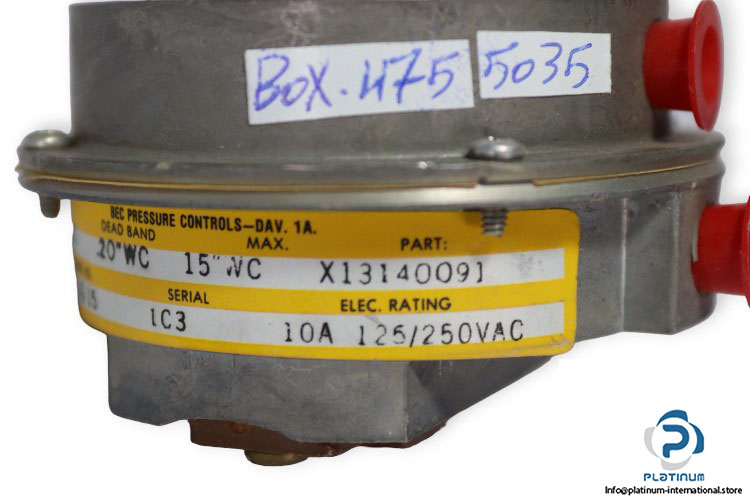 BOX.475 5035
BEC PRESSURE CONTROLS—DAV. 1A.
DEAD BAND MAX. PART:
.20"WC 15"WC X13140091
SERIAL ELEC. RATING
1C3 10A 125/250VAC
PLATINUM
Info@platinum-international.store